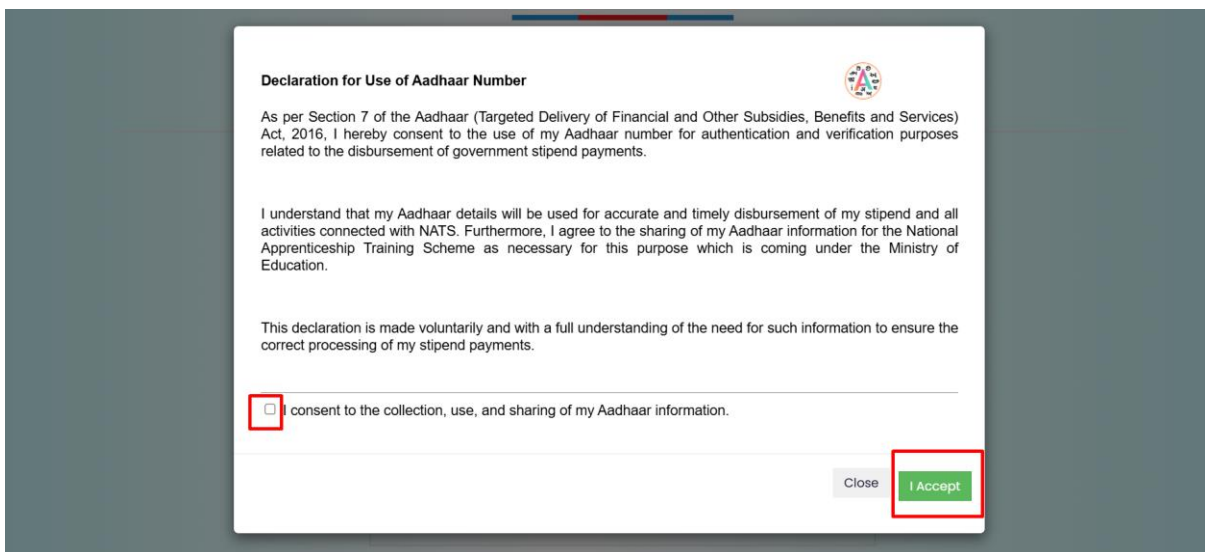 Declaration for Use of Aadhaar Number
As per Section 7 of the Aadhaar (Targeted Delivery of Financial and Other Subsidies, Benefits and Services)
Act, 2016, I hereby consent to the use of my Aadhaar number for authentication and verification purposes
related to the disbursement of government stipend payments.
I understand that my Aadhaar details will be used for accurate and timely disbursement of my stipend and all
activities connected with NATS. Furthermore, I agree to the sharing of my Aadhaar information for the National
Apprenticeship Training Scheme as necessary for this purpose which is coming under the Ministry of
Education.
This declaration is made voluntarily and with a full understanding of the need for such information to ensure the
correct processing of my stipend payments.
I consent to the collection, use, and sharing of my Aadhaar information.
Close
I Accept